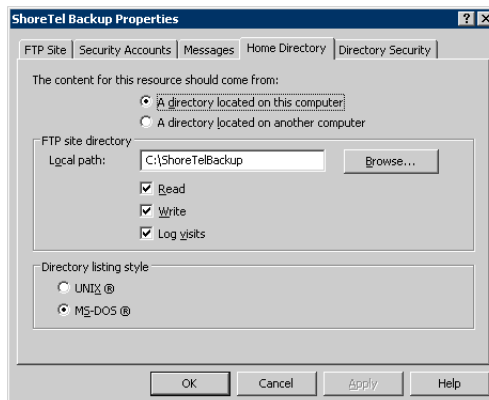 ShoreTel Backup Properties ? X
FTP Site Security Accounts Messages Home Directory Directory Security
The content for this resource should come from:
A directory located on this computer
A directory located on another computer
FTP site directory
Local path: C:\ShoreTelBackup Browse...
Read
Write
Log visits
Directory listing style
UNIX ®
MS-DOS ®
OK Cancel Apply Help